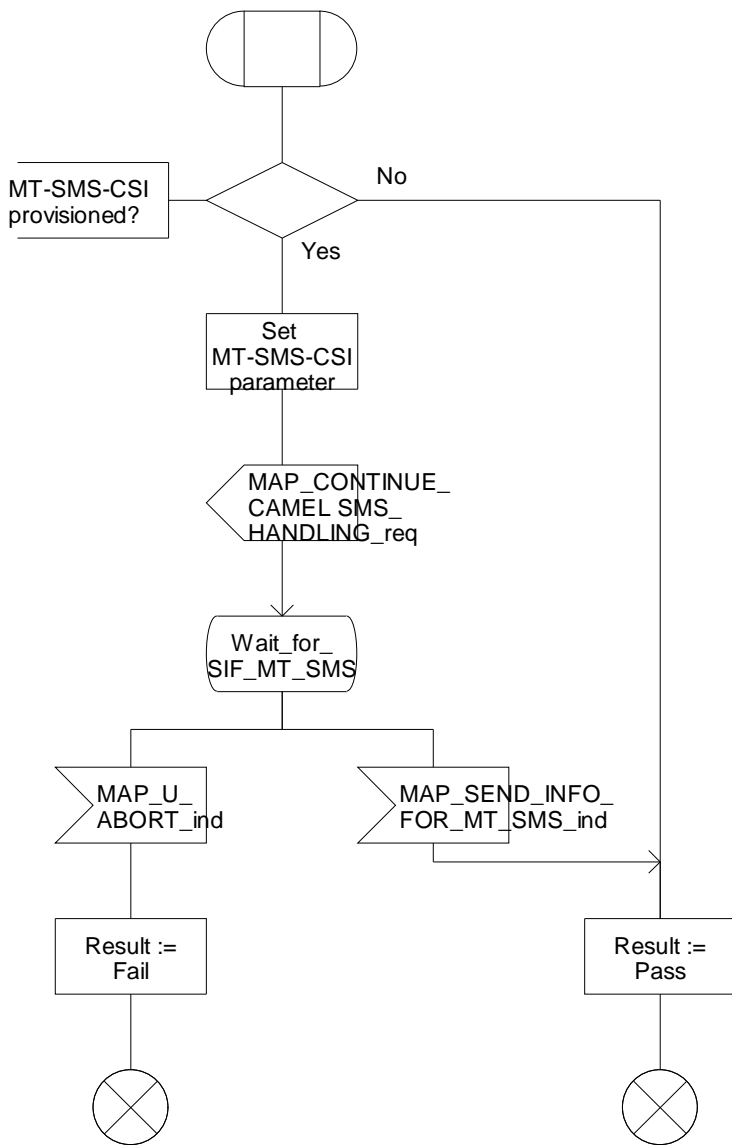 MT-SMS-CSI
provisioned?
No
Yes
Set
MT-SMS-CSI
parameter
MAP_CONTINUE_
CAMEL SMS_
HANDLING_req
Wait_for_
SIF_MT_SMS
MAP_U_
ABORT_ind
MAP_SEND_INFO_
FOR_MT_SMS_ind
Result :=
Fail
Result :=
Pass